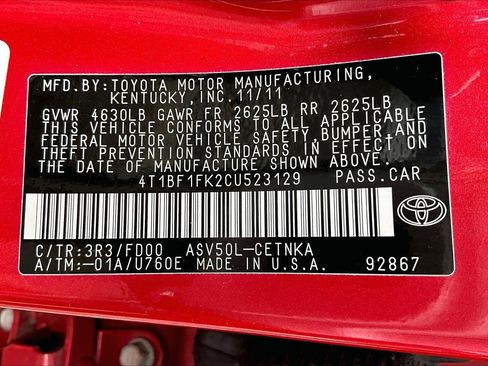 MFD.BY:TOYOTA MOTOR MANUFACTURING,
KENTUCKY, INC. 11/11
GVWR 4630LB GAWR FR 2625LB RR 2625LB
THIS VEHICLE CONFORMS TO ALL APPLICABLE
FEDERAL MOTOR VEHICLE SAFETY,BUMPER,AND
THEFT PREVENTION STANDARDS IN EFFECT ON
THE DATE OF MANUFACTURE SHOWN ABOVE.
4T1BF1FK2CU523129 PASS.CAR
C/TR:3R3/FD00 ASV50L-CETNKA
A/TM:-01A/U760E MADE IN U.S.A. 92867